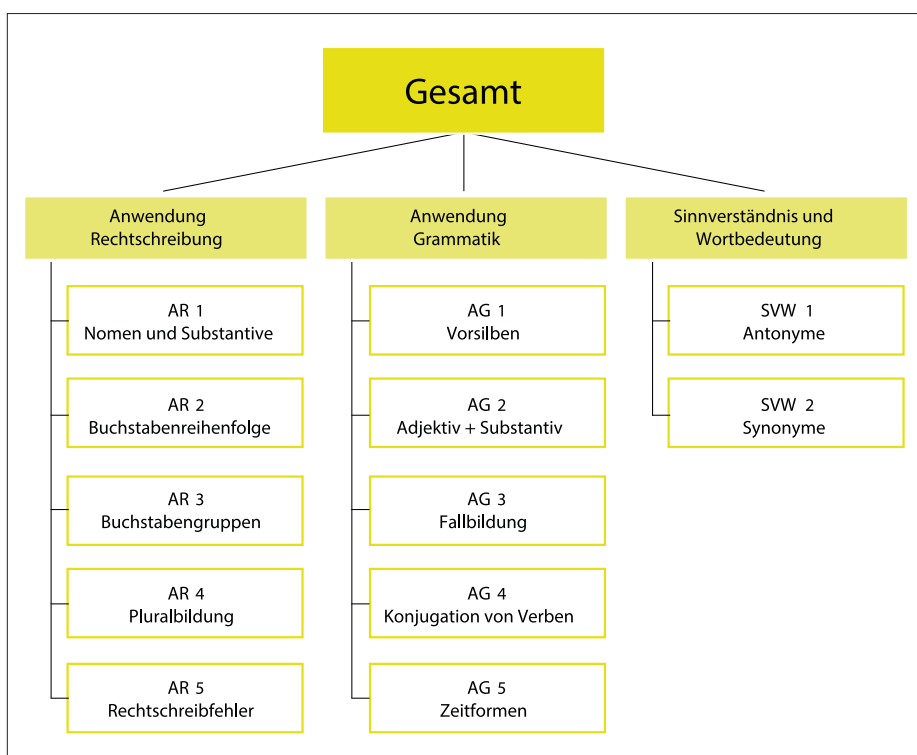 Gesamt
Anwendung
Rechtschreibung
AR 1
Nomen und Substantive
AR 2
Buchstabenreihenfolge
AR 3
Buchstabengruppen
AR 4
Pluralbildung
AR 5
Rechtschreibfehler
Anwendung
Grammatik
AG 1
Vorsilben
AG 2
Adjektiv + Substantiv
AG 3
Fallbildung
AG 4
Konjugation von Verben
AG 5
Zeitformen
Sinnverständnis und
Wortbedeutung
SVW 1
Antonyme
SVW 2
Synonyme